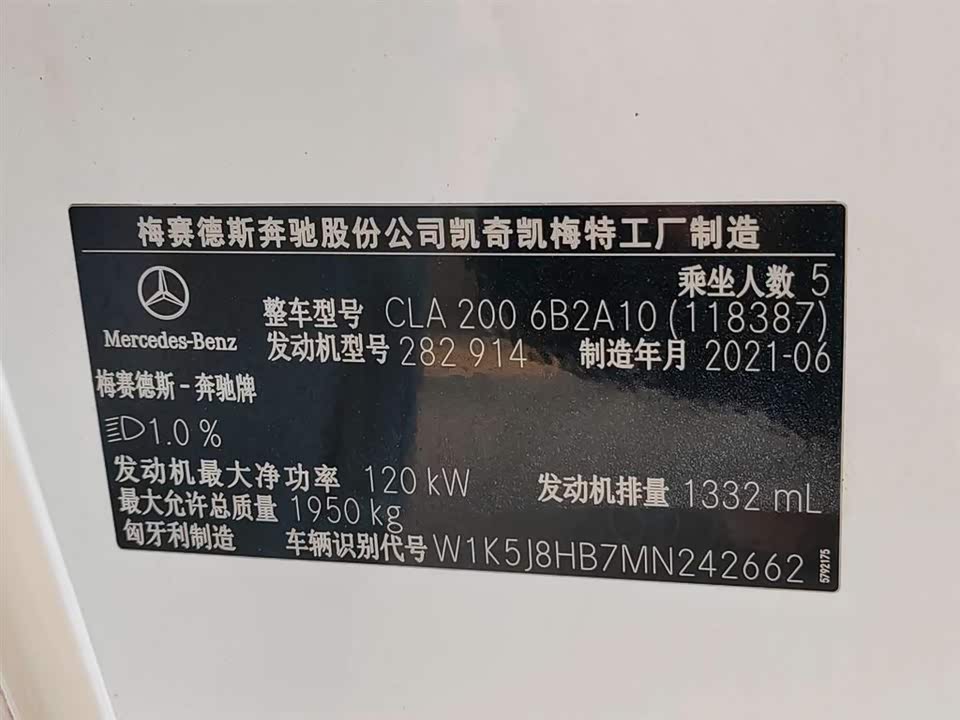 梅赛德斯奔驰股份公司凯奇凯梅特工厂制造
乘坐人数 5
整车型号 CLA 200 6B2A10 (118387)
Mercedes-Benz
发动机型号 282 914 制造年月 2021-06
梅赛德斯-奔驰牌
1.0 %
发动机最大净功率 120 kW 发动机排量 1332 mL
最大允许总质量 1950 kg
匈牙利制造 车辆识别代号 W1K5J8HB7MN242662
5792175